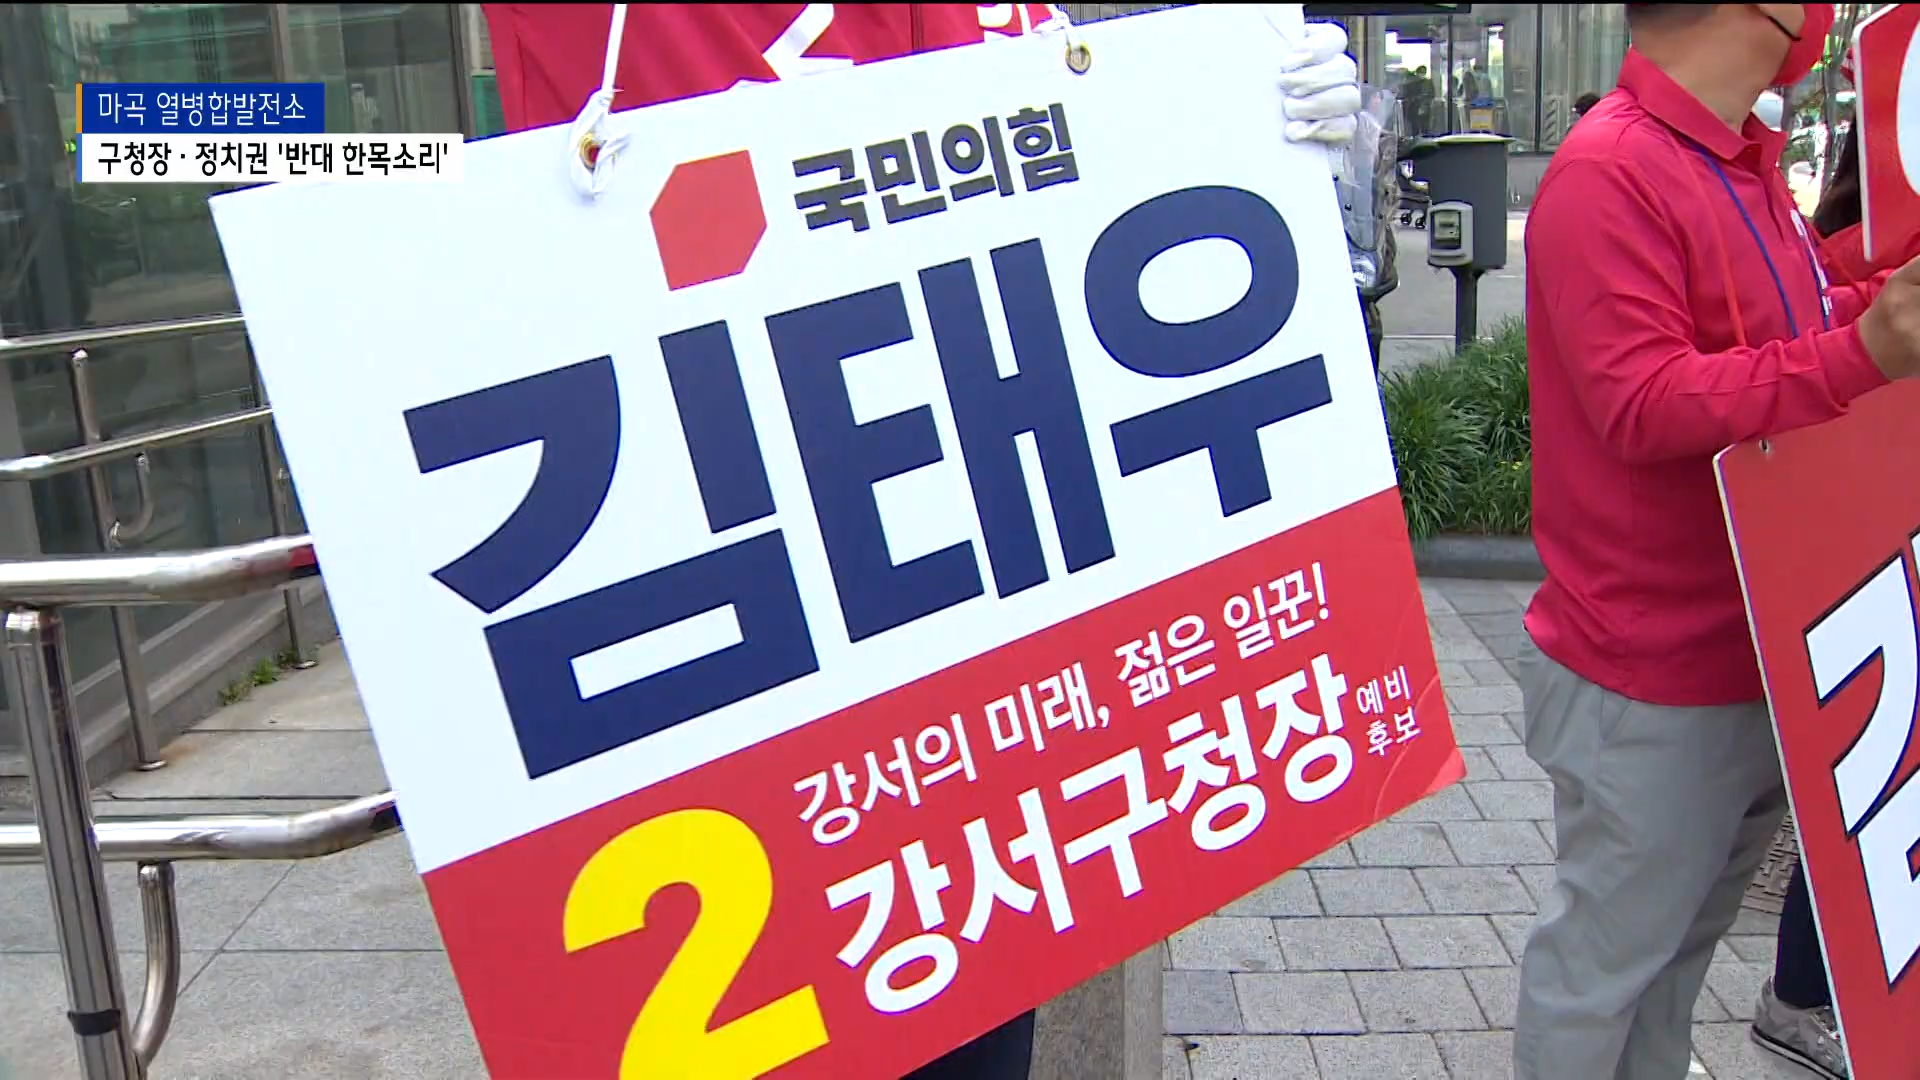 마곡 열병합발전소
구청장·정치권 '반대 한목소리'
국민의힘
김태우
강서의 미래, 젊은 일꾼!
2 강서구청장 예비
후보